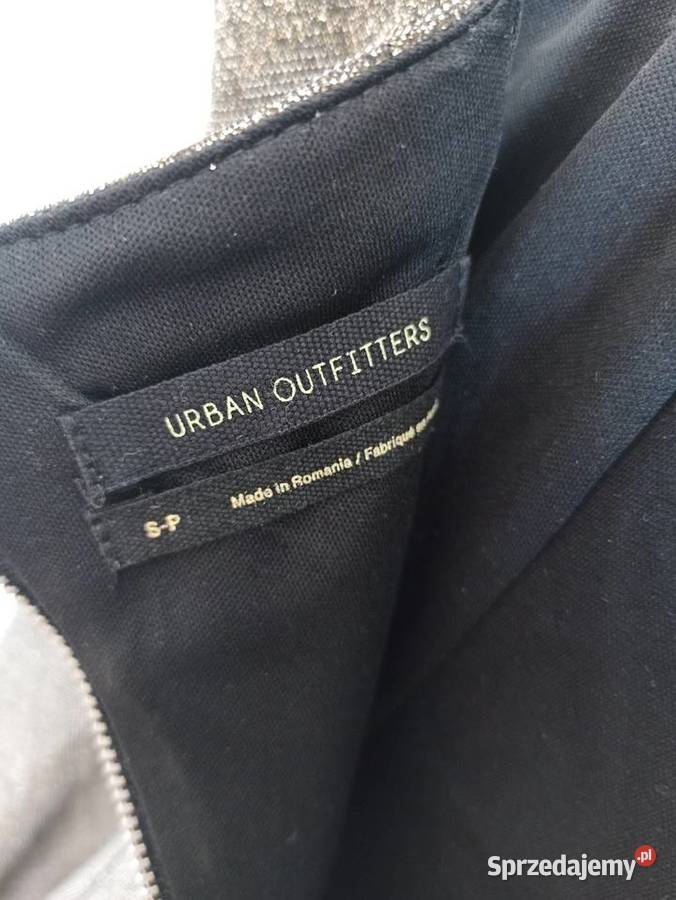 URBAN OUTFITTERS
S-P Made in Romania / Fabriqué
Sprzedajemy.pl